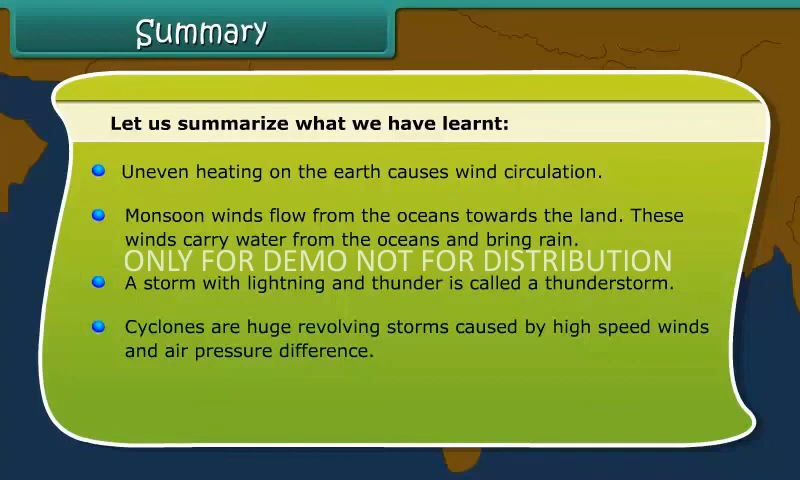 Summary
Let us summarize what we have learnt:
Uneven heating on the earth causes wind circulation.
Monsoon winds flow from the oceans towards the land. These
winds carry water from the oceans and bring rain.
ONLY FOR DEMO NOT FOR DISTRIBUTION
A storm with lightning and thunder is called a thunderstorm.
Cyclones are huge revolving storms caused by high speed winds
and air pressure difference.